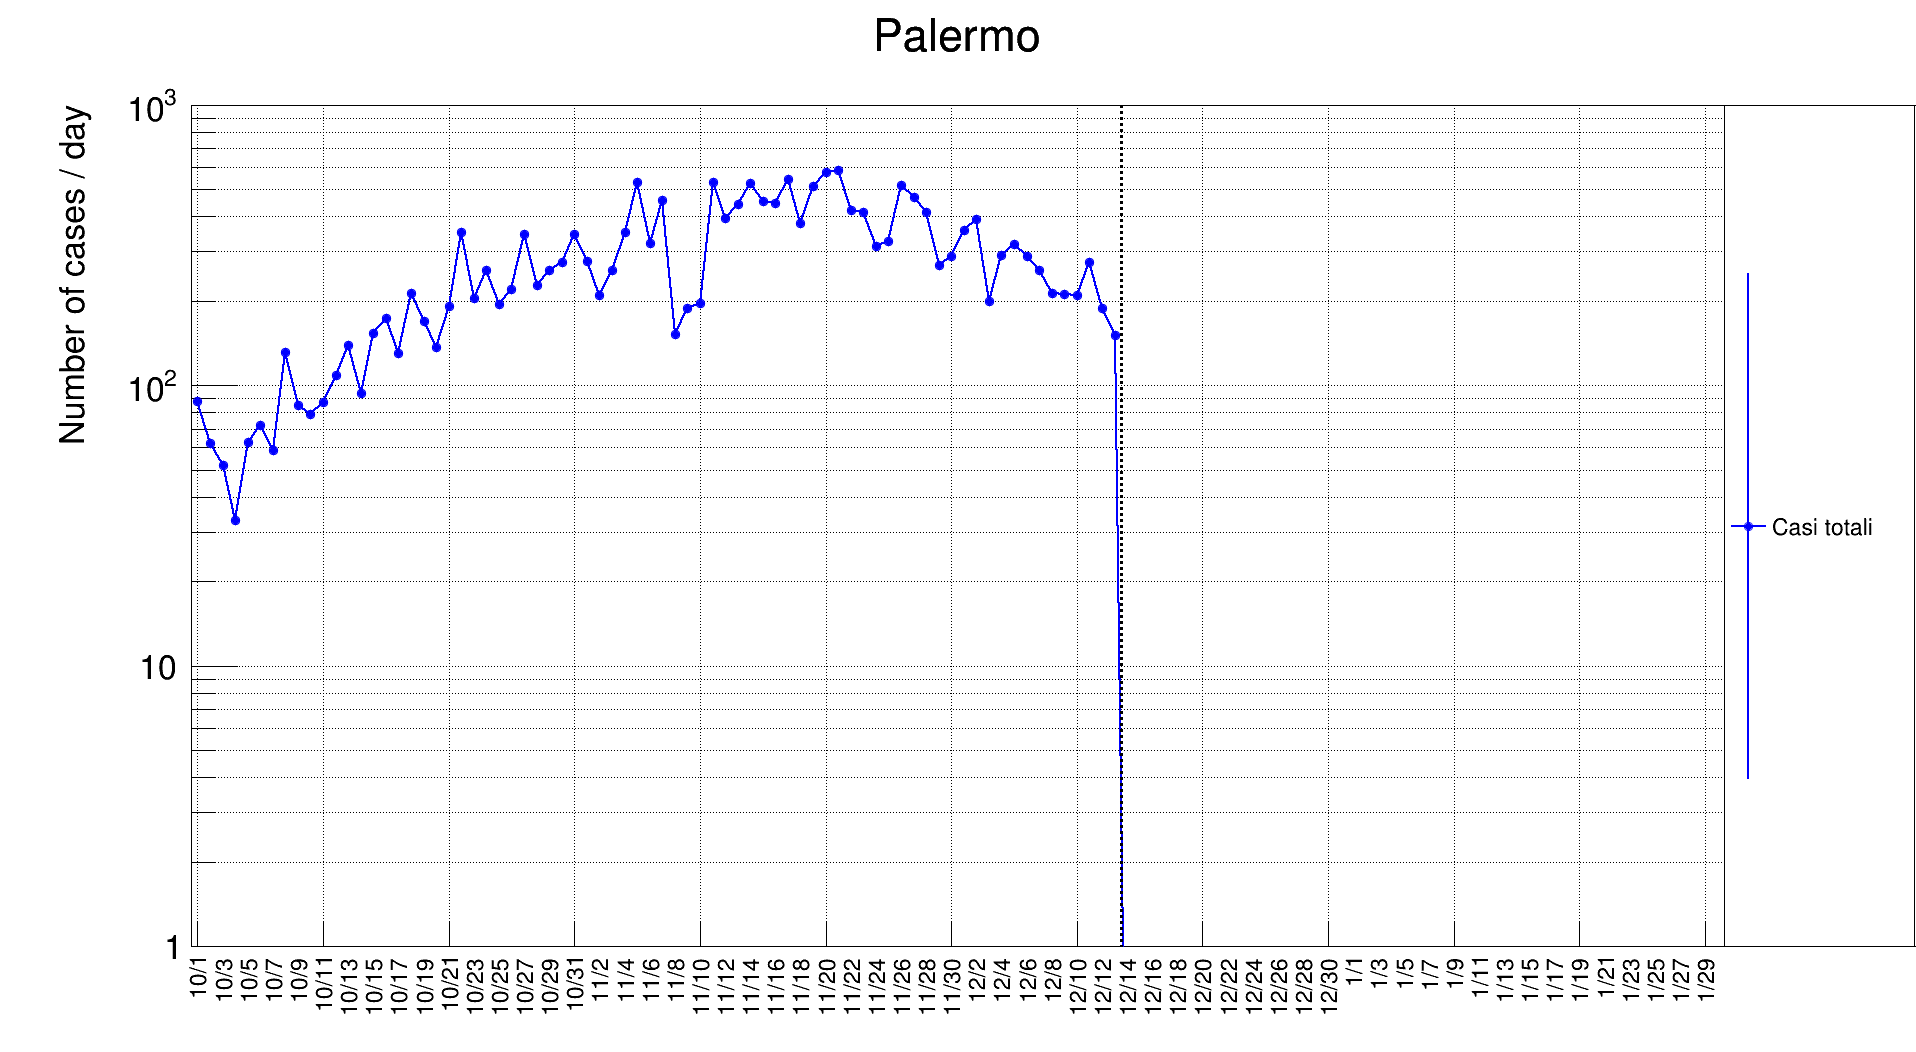 Palermo
Number of cases / day
10³
10²
10
1
10/1 10/3 10/5 10/7 10/9 10/11 10/13 10/15 10/17 10/19 10/21 10/23 10/25 10/27 10/29 10/31 11/2 11/4 11/6 11/8 11/10 11/12 11/14 11/16 11/18 11/20 11/22 11/24 11/26 11/28 11/30 12/2 12/4 12/6 12/8 12/10 12/12 12/14 12/16 12/18 12/20 12/22 12/24 12/26 12/28 12/30 1/1 1/3 1/5 1/7 1/9 1/11 1/13 1/15 1/17 1/19 1/21 1/23 1/25 1/27 1/29
Casi totali